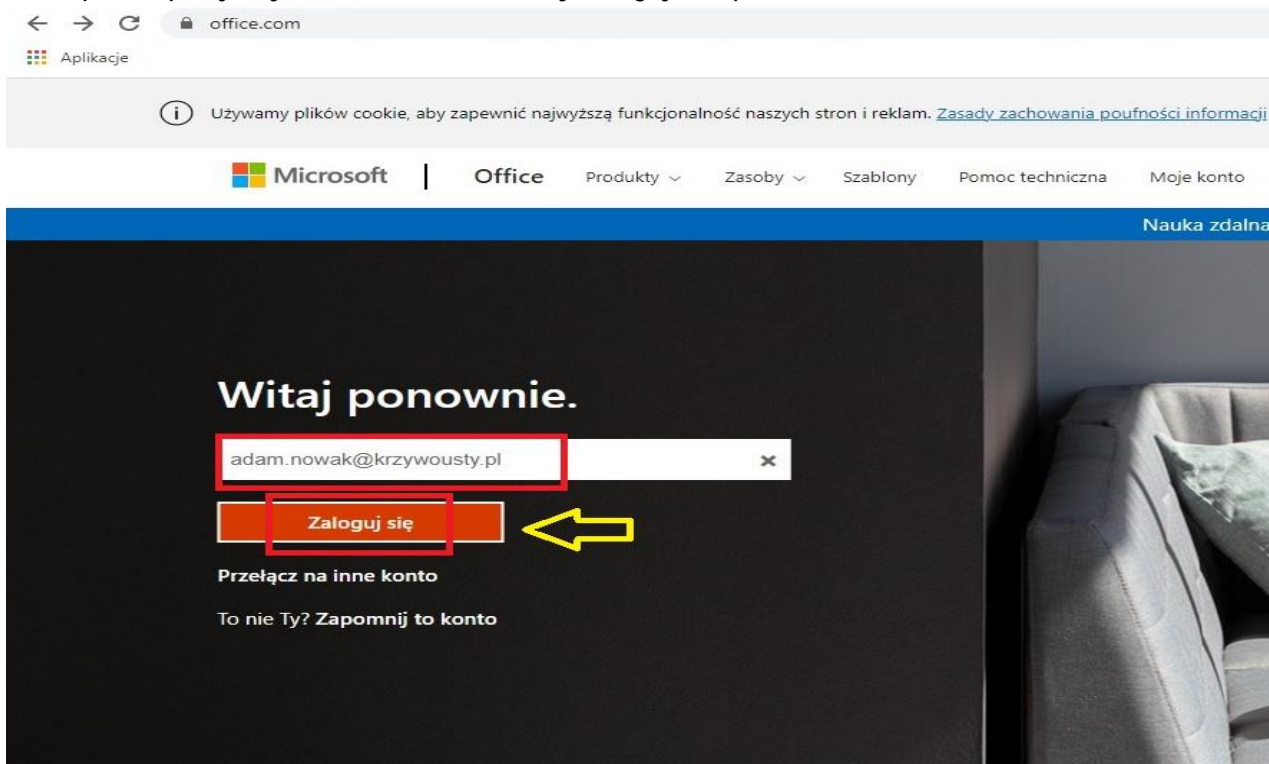 office.com
Aplikacje
Używamy plików cookie, aby zapewnić najwyższą funkcjonalność naszych stron i reklam. Zasady zachowania poufności informacji
Microsoft | Office Produkty Zasoby Szablony Pomoc techniczna Moje konto
Nauka zdalna
Witaj ponownie.
adam.nowak@krzywousty.pl
Zaloguj się
Przełącz na inne konto
To nie Ty? Zapomnij to konto